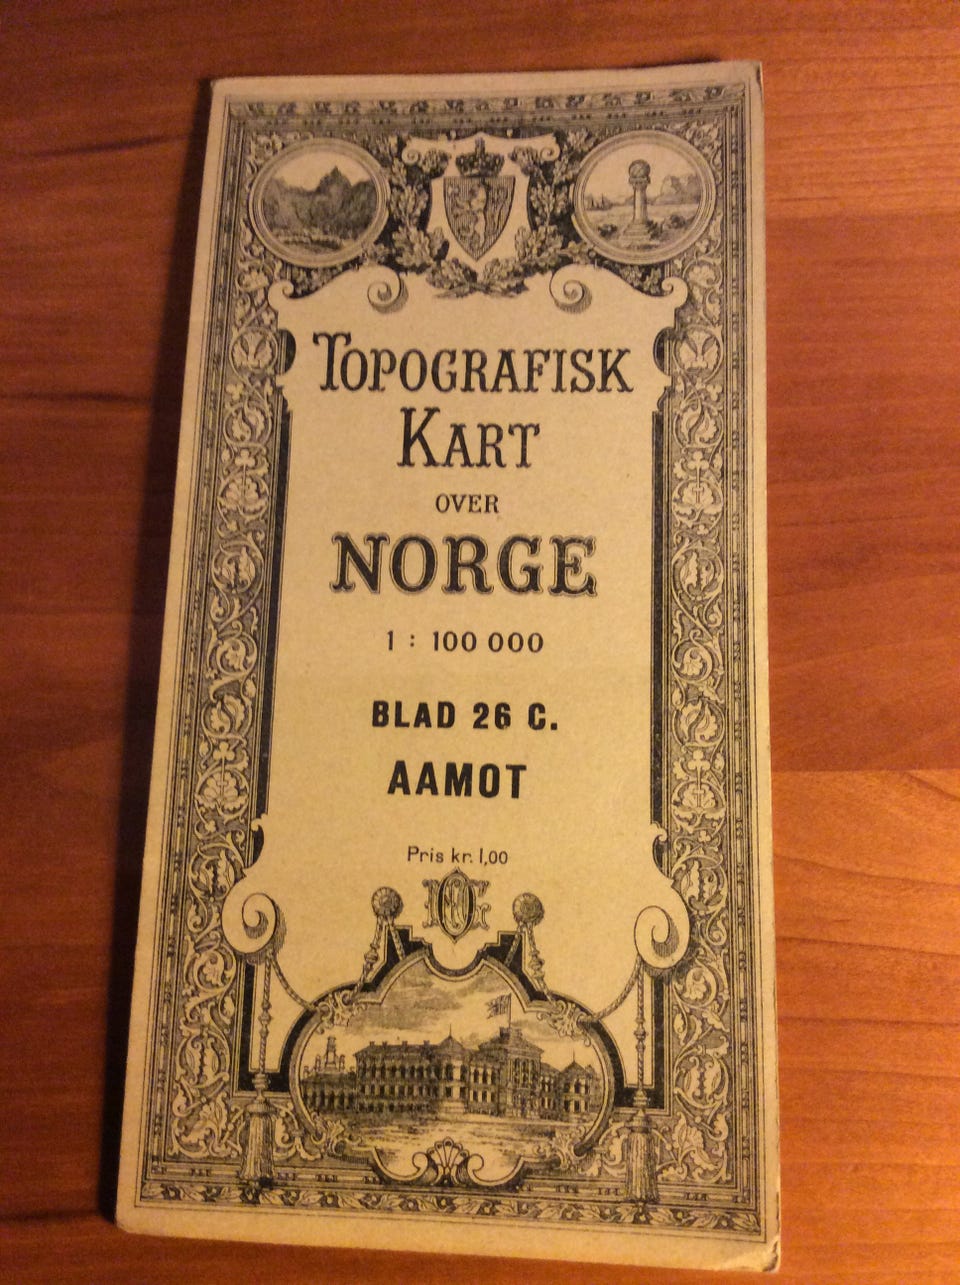 TOPOGRAFISK
KART
OVER
NORGE
1 : 100 000
BLAD 26 C.
AAMOT
Pris kr. 1,00